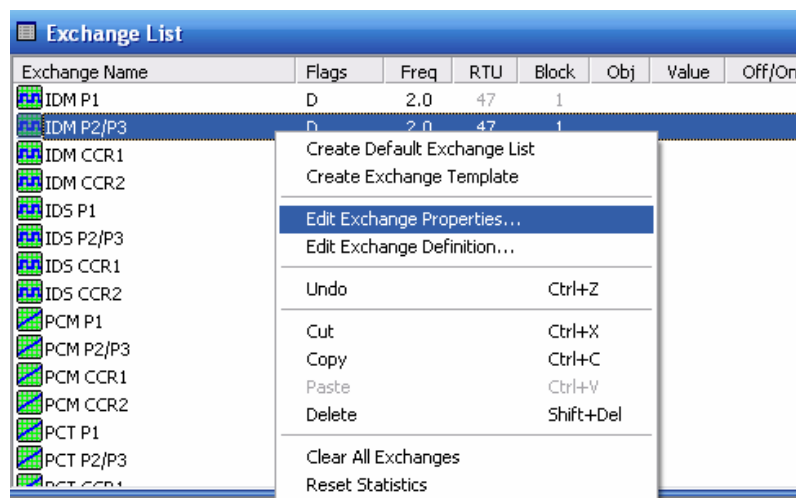 Exchange List
Exchange Name Flags Freq RTU Block Obj Value Off/On
IDM P1 D 2.0 47 1
IDM P2/P3 D 2.0 47 1
Create Default Exchange List
IDM CCR1
Create Exchange Template
IDM CCR2
Edit Exchange Properties...
IDS P1
Edit Exchange Definition...
IDS P2/P3
IDS CCR1
Undo Ctrl+Z
IDS CCR2
PCM P1
Cut Ctrl+X
PCM P2/P3
Copy Ctrl+C
PCM CCR1
Paste Ctrl+V
PCM CCR2
Delete Shift+Del
PCT P1
Clear All Exchanges
PCT P2/P3
Reset Statistics
PCT CCR1